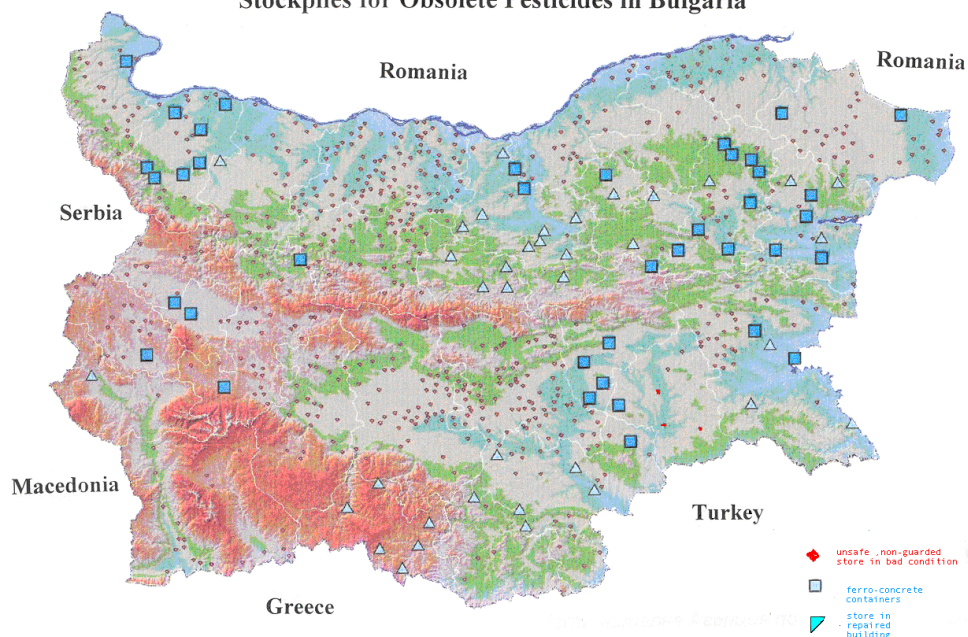 Stockpiles for Obsolete Pesticides in Bulgaria
Romania
Romania
Serbia
Macedonia
Turkey
Greece
unsafe ,non-guarded
store in bad condition
ferro-concrete
containers
store in
- repaired
building